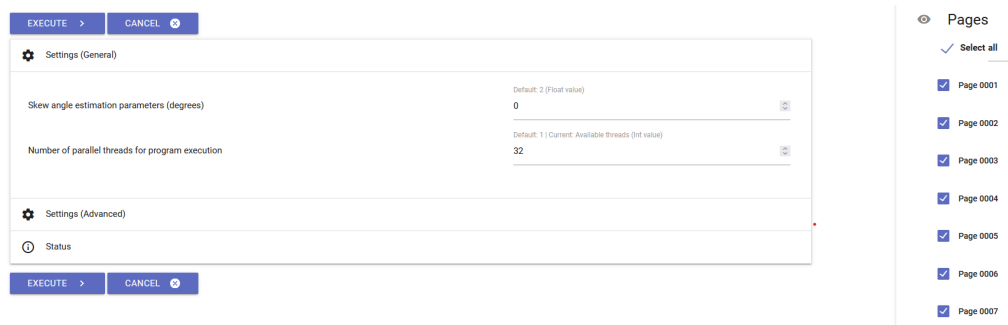 EXECUTE
CANCEL
Settings (General)
Skew angle estimation parameters (degrees)
Default: 2 (Float value)
0
Number of parallel threads for program execution
Default: 1 | Current: Available threads (Int value)
32
Settings (Advanced)
Status
EXECUTE
CANCEL
Pages
Select all
Page 0001
Page 0002
Page 0003
Page 0004
Page 0005
Page 0006
Page 0007